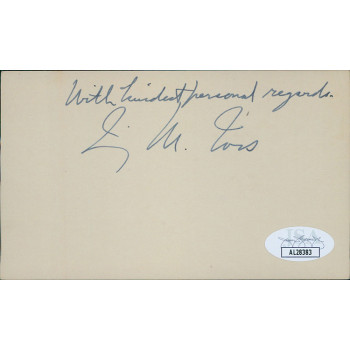 With kindest personal regards.
M.
JSA
AL28383